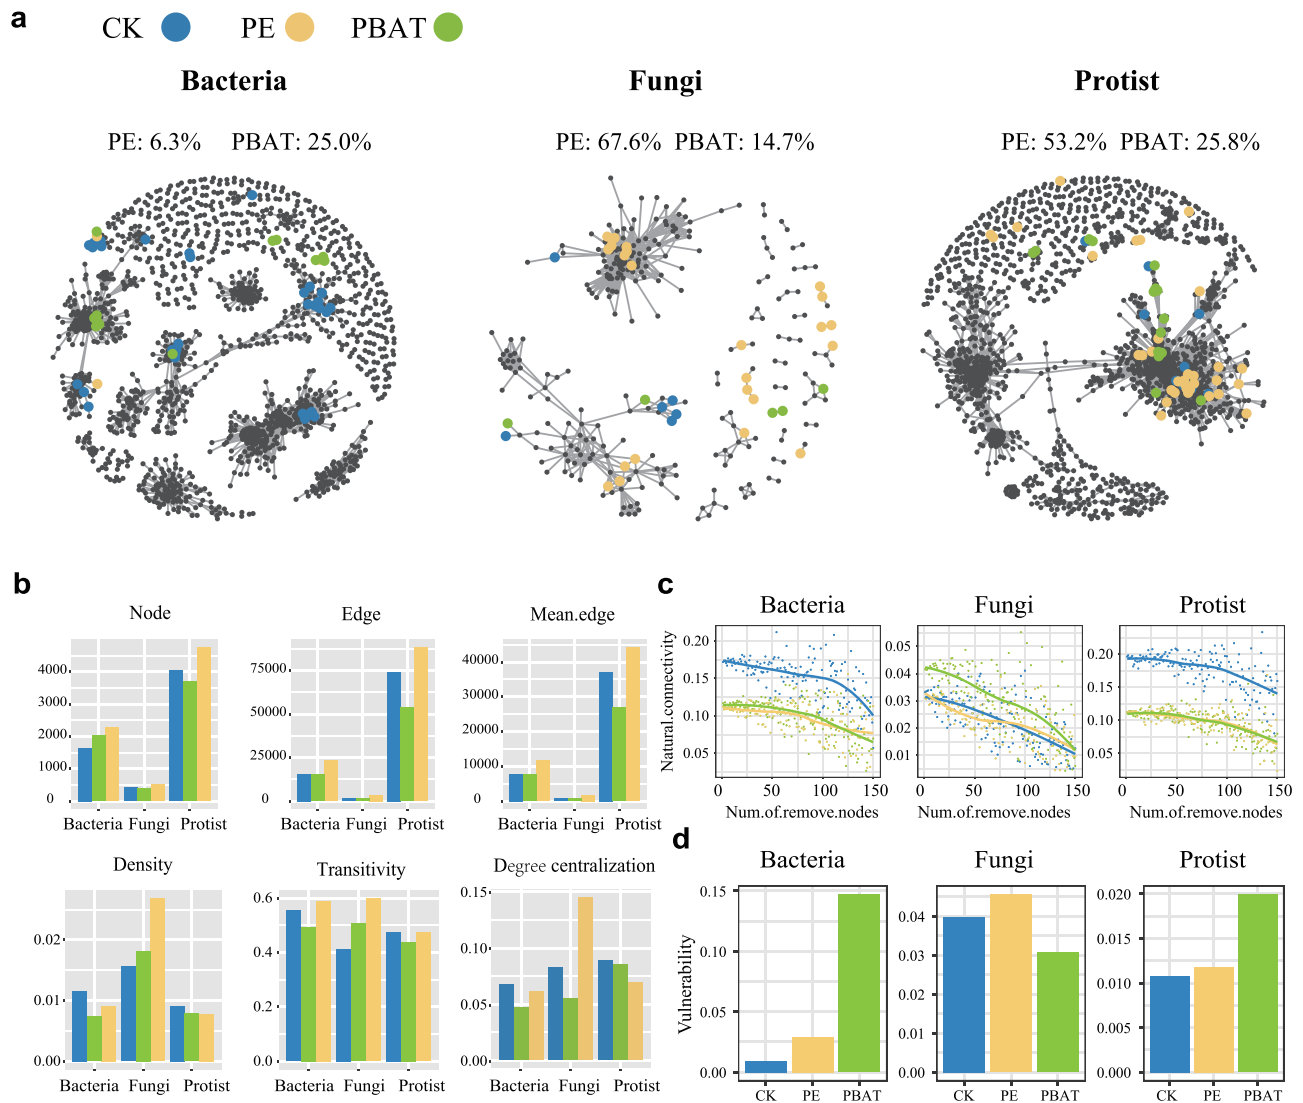 a
CK PE PBAT
Bacteria Fungi Protist
PE: 6.3% PBAT: 25.0% PE: 67.6% PBAT: 14.7% PE: 53.2% PBAT: 25.8%
b
Node Edge Mean.edge
4000
3000
2000
1000
0
75000
50000
25000
0
40000
30000
20000
10000
0
Bacteria Fungi Protist Bacteria Fungi Protist Bacteria Fungi Protist
Density Transitivity Degree centralization
0.02
0.01
0.00
0.6
0.4
0.2
0.0
0.15
0.10
0.05
0.00
Bacteria Fungi Protist Bacteria Fungi Protist Bacteria Fungi Protist
c
Bacteria Fungi Protist
Natural.connectivity
0.20
0.15
0.10
0.05
0.05
0.04
0.03
0.02
0.01
0.20
0.15
0.10
0.05
0 50 100 150 0 50 100 150 0 50 100 150
Num.of.remove.nodes Num.of.remove.nodes Num.of.remove.nodes
d
Bacteria Fungi Protist
Vulnerability
0.15
0.10
0.05
0.00
0.04
0.03
0.02
0.01
0.00
0.020
0.015
0.010
0.005
0.000
CK PE PBAT CK PE PBAT CK PE PBAT